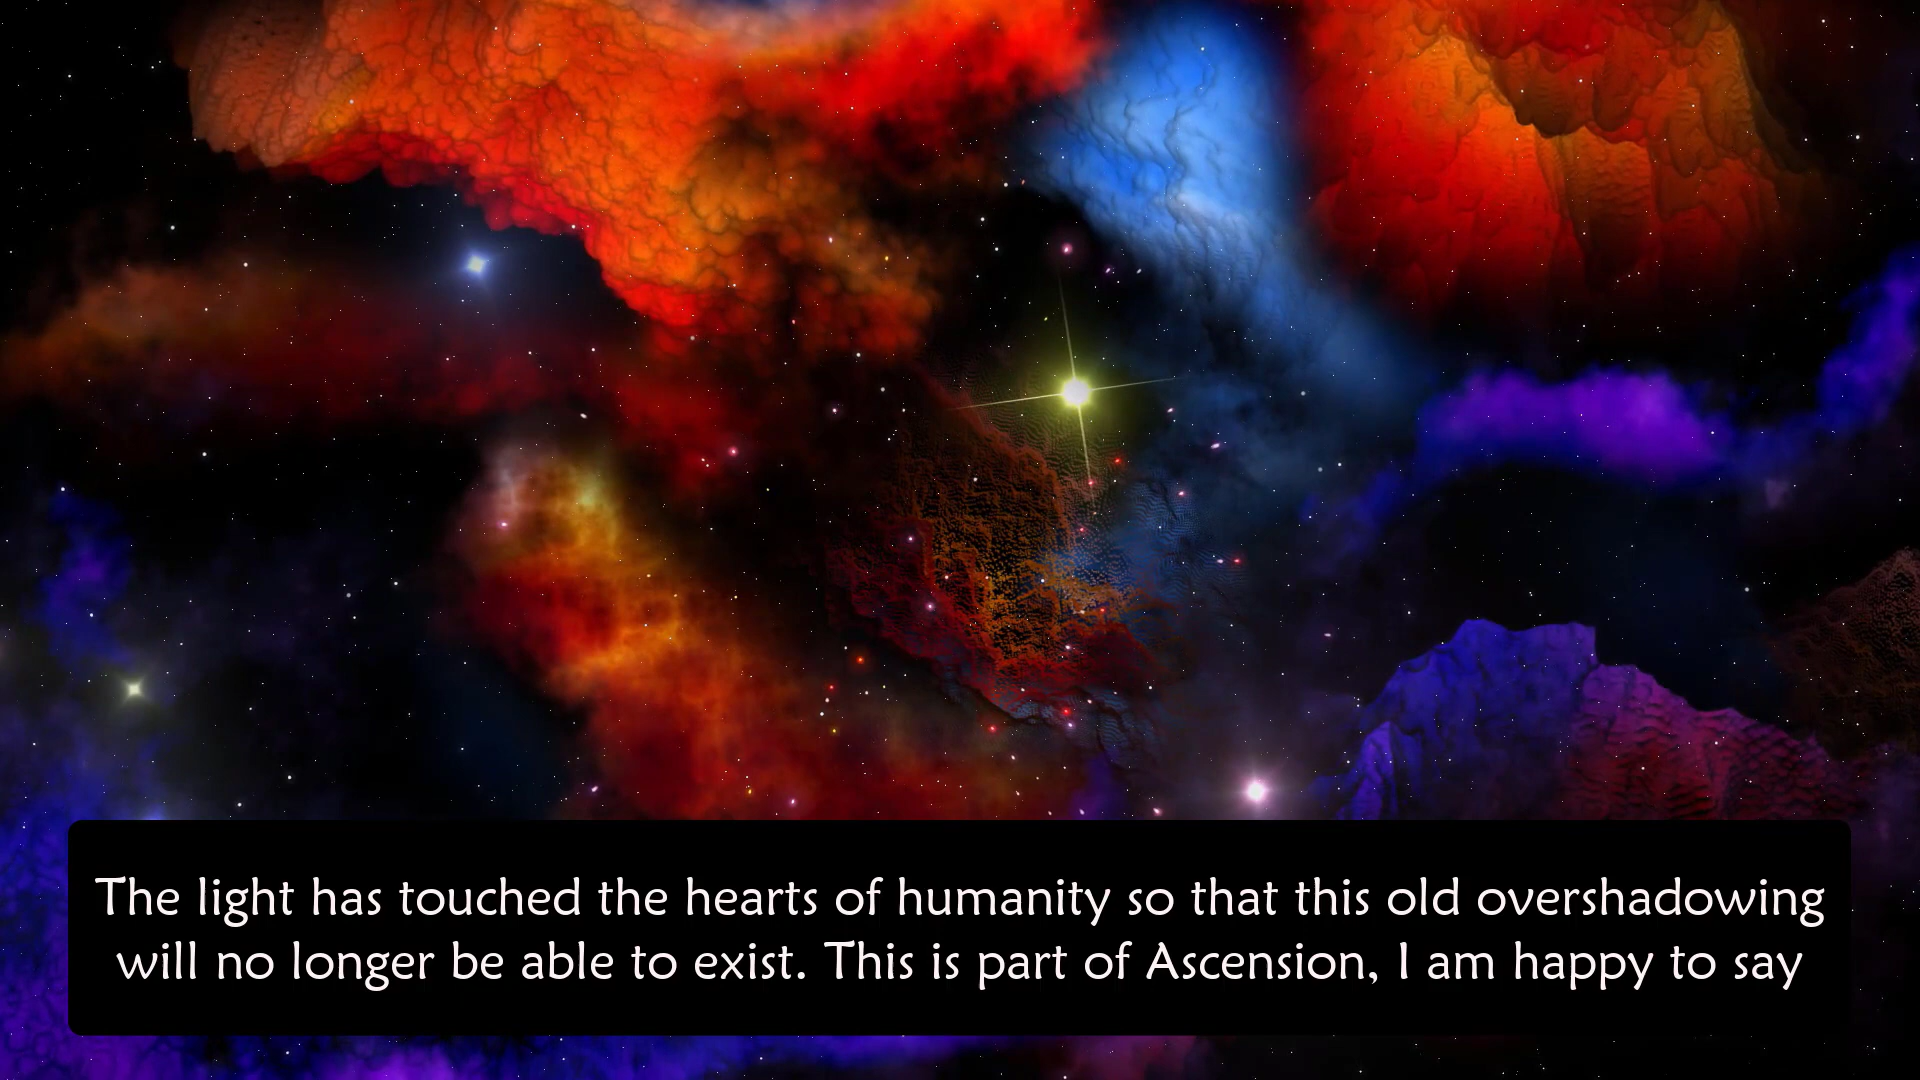 The light has touched the hearts of humanity so that this old overshadowing
will no longer be able to exist. This is part of Ascension, I am happy to say